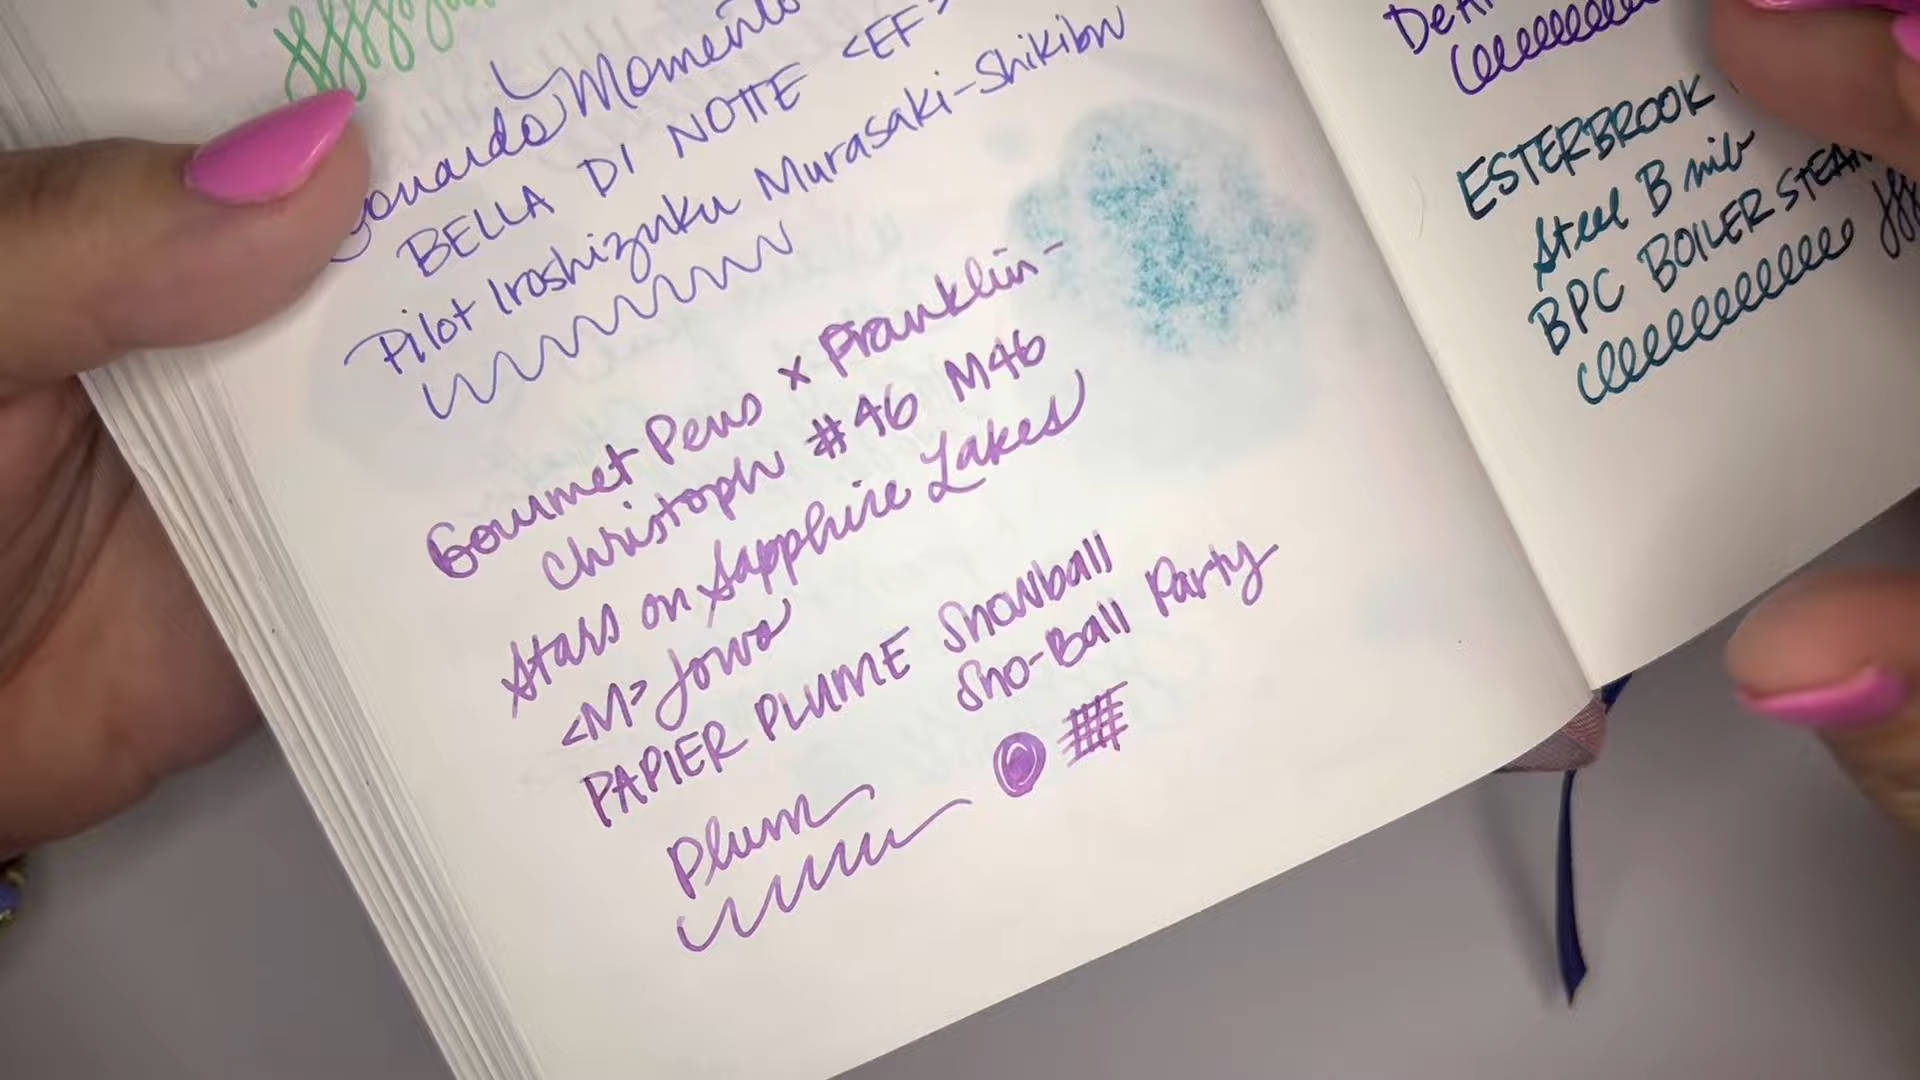 Leonardo Momento
BELLA DI NOTTE <EF>
Pilot Iroshizuku Murasaki-Shikibu
Gourmet Pens x Franklin-
Christoph #46 M46
Stars on Sapphire Lakes
<M> Jowo
PAPIER PLUME Snowball
Sno-Ball Party
Plum
ESTERBROOK
Steel B nib
BPC BOILER STEAM